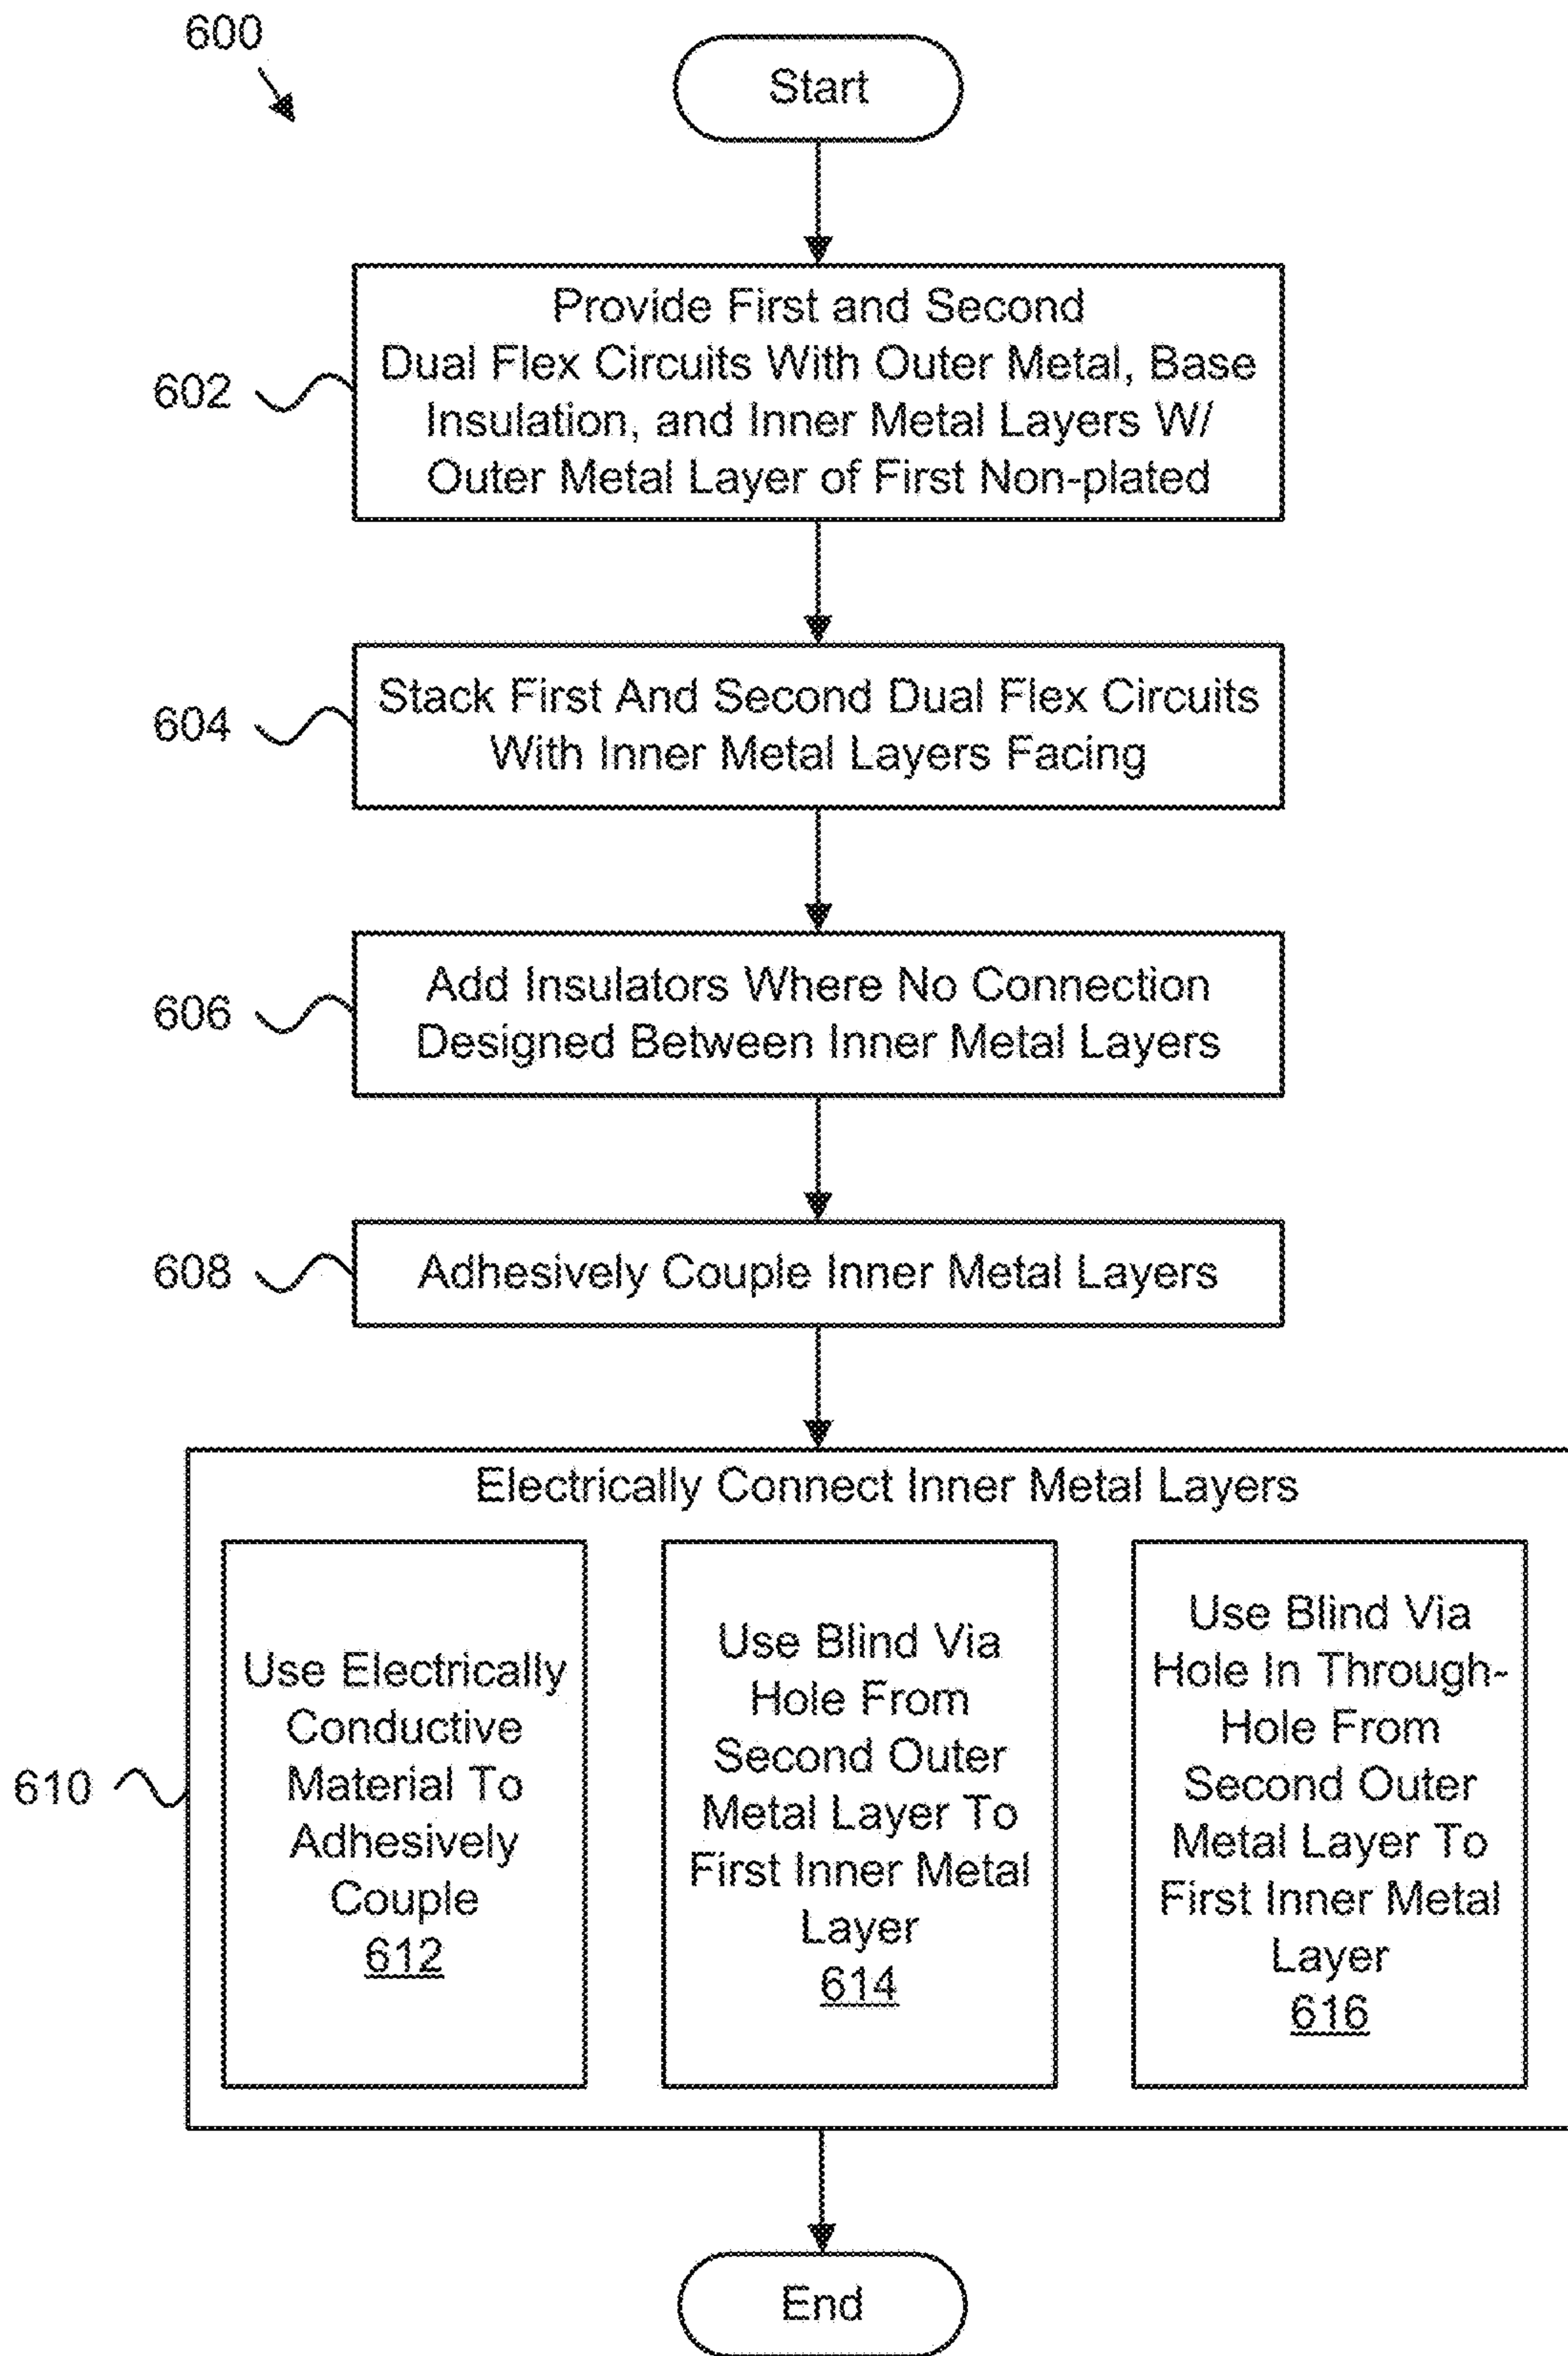 600
Start
602
Provide First and Second
Dual Flex Circuits With Outer Metal, Base
Insulation, and Inner Metal Layers W/
Outer Metal Layer of First Non-plated
604
Stack First And Second Dual Flex Circuits
With Inner Metal Layers Facing
606
Add Insulators Where No Connection
Designed Between Inner Metal Layers
608
Adhesively Couple Inner Metal Layers
610
Electrically Connect Inner Metal Layers
Use Electrically
Conductive
Material To
Adhesively
Couple
612
Use Blind Via
Hole From
Second Outer
Metal Layer To
First Inner Metal
Layer
614
Use Blind Via
Hole In Through-
Hole From
Second Outer
Metal Layer To
First Inner Metal
Layer
616
End